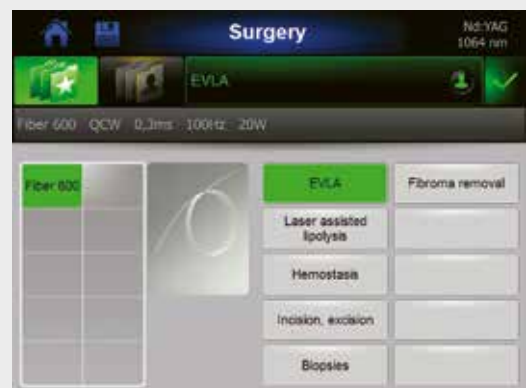 Surgery
Nd:YAG
1064 nm
EVLA
Fiber 600 QCW 0,3ms 100Hz 20W
Fiber 600
EVLA
Fibroma removal
Laser assisted
lipolysis
Hemostasis
Incision, excision
Biopsies